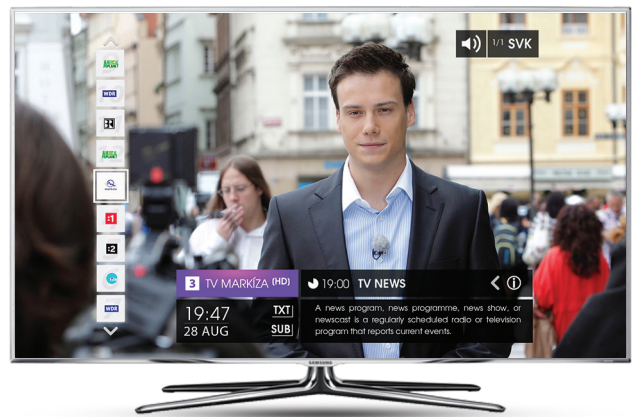 1/1 SVK
WDR
:1
:2
WDR
3 TV MARKÍZA (HD)
19:00 TV NEWS
19:47 TXT
28 AUG SUB
A news program, news programme, news show, or
newscast is a regularly scheduled radio or television
program that reports current events.
SAMSUNG